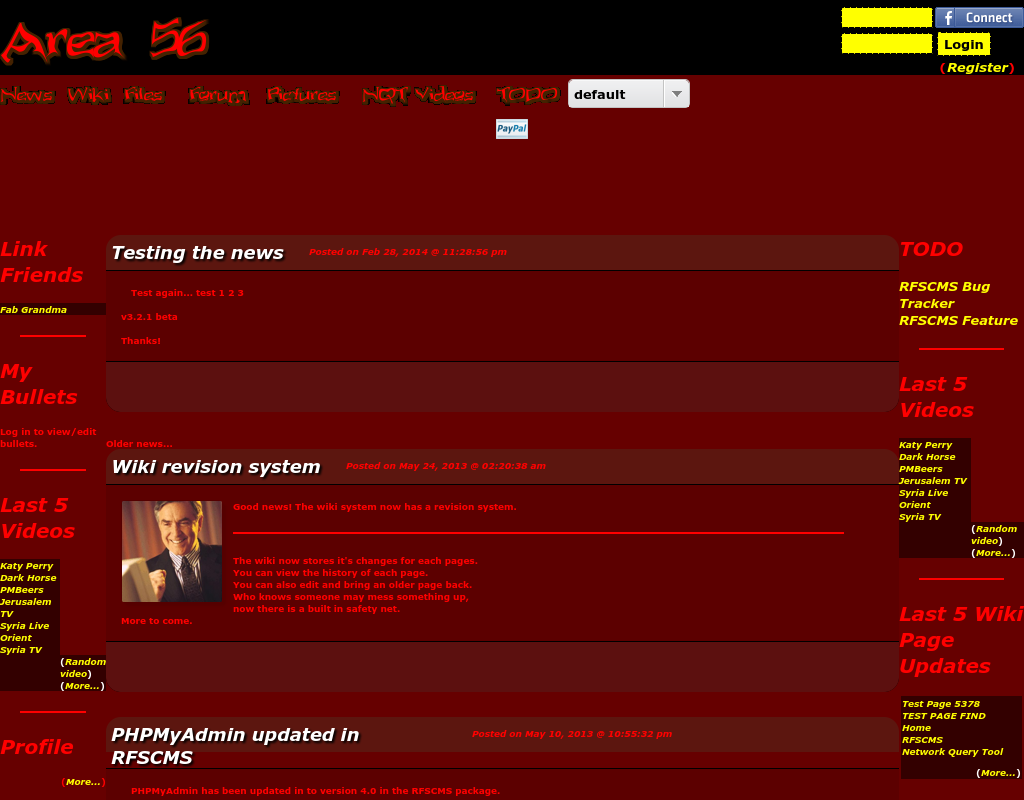 Area 56
Connect
Login
(Register)
News Wiki Files Forum Pictures NQT Videos TODO default
PayPal
Link
Friends
Fab Grandma
My
Bullets
Log in to view/edit
bullets.
Last 5
Videos
Katy Perry
Dark Horse
PMBeers
Jerusalem
TV
Syria Live
Orient
Syria TV
(Random
video)
(More...)
Profile
(More...)
Testing the news
Posted on Feb 28, 2014 @ 11:28:56 pm
Test again... test 1 2 3
v3.2.1 beta
Thanks!
Older news...
Wiki revision system
Posted on May 24, 2013 @ 02:20:36 am
Good news! The wiki system now has a revision system.
The wiki now stores it's changes for each pages.
You can view the history of each page.
You can also edit and bring an older page back.
Who knows someone may mess something up,
now there is a built in safety net.
More to come.
PHPMyAdmin updated in
RFSCMS
Posted on May 10, 2013 @ 10:55:32 pm
PHPMyAdmin has been updated in to version 4.0 in the RFSCMS package.
TODO
RFSCMS Bug
Tracker
RFSCMS Feature
Last 5
Videos
Katy Perry
Dark Horse
PMBeers
Jerusalem TV
Syria Live
Orient
Syria TV
(Random
video)
(More...)
Last 5 Wiki
Page
Updates
Test Page 5378
TEST PAGE FIND
Home
RFSCMS
Network Query Tool
(More...)